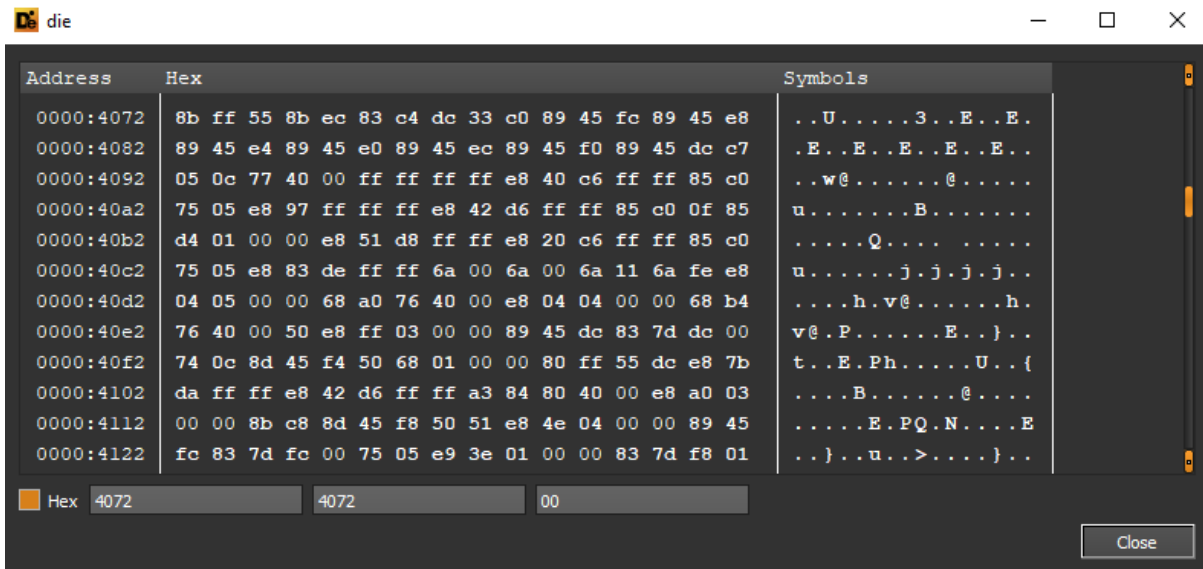 die
Address Hex Symbols
0000:4072 8b ff 55 8b ec 83 c4 dc 33 c0 89 45 fc 89 45 e8 ..U.....3..E..E.
0000:4082 89 45 e4 89 45 e0 89 45 ec 89 45 f0 89 45 dc c7 .E..E..E..E..E..
0000:4092 05 0c 77 40 00 ff ff ff ff e8 40 c6 ff ff 85 c0 ..w@......@.....
0000:40a2 75 05 e8 97 ff ff ff e8 42 d6 ff ff 85 c0 0f 85 u.......B.......
0000:40b2 d4 01 00 00 e8 51 d8 ff ff e8 20 c6 ff ff 85 c0 .....Q.... .....
0000:40c2 75 05 e8 83 de ff ff 6a 00 6a 00 6a 11 6a fe e8 u......j.j.j.j..
0000:40d2 04 05 00 00 68 a0 76 40 00 e8 04 04 00 00 68 b4 ....h.v@......h.
0000:40e2 76 40 00 50 e8 ff 03 00 00 89 45 dc 83 7d dc 00 v@.P......E..}..
0000:40f2 74 0c 8d 45 f4 50 68 01 00 00 80 ff 55 dc e8 7b t..E.Ph.....U..{
0000:4102 da ff ff e8 42 d6 ff ff a3 84 80 40 00 e8 a0 03 ....B......@....
0000:4112 00 00 8b c8 8d 45 f8 50 51 e8 4e 04 00 00 89 45 .....E.PQ.N....E
0000:4122 fc 83 7d fc 00 75 05 e9 3e 01 00 00 83 7d f8 01 ..}..u..>....}..
Hex 4072 4072 00
Close